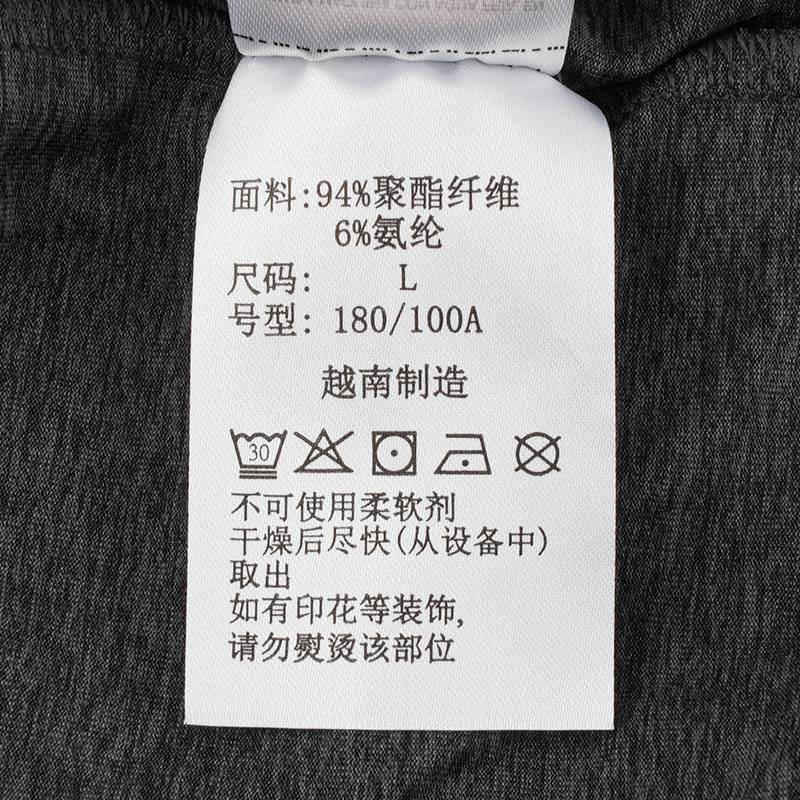 面料:94%聚酯纤维
6%氨纶
尺码: L
号型: 180/100A
越南制造
30
不可使用柔软剂
干燥后尽快(从设备中)
取出
如有印花等装饰,
请勿熨烫该部位